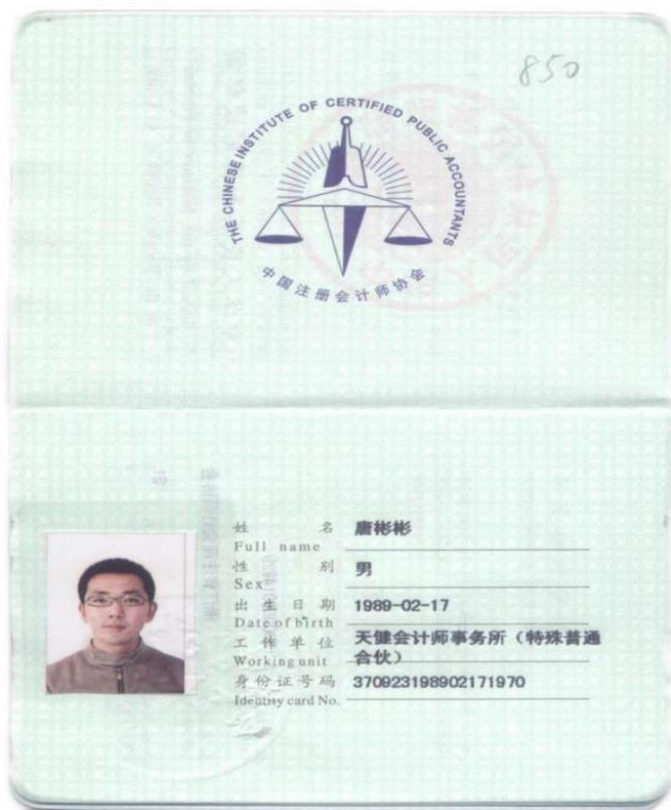 850
THE CHINESE INSTITUTE OF CERTIFIED PUBLIC ACCOUNTANTS
中国注册会计师协会
姓 名 唐彬彬
Full name
性 别 男
Sex
出生日期 1989-02-17
Date of birth
工作单位 天健会计师事务所（特殊普通
Working unit 合伙）
身份证号码 370923198902171970
Identity card No.